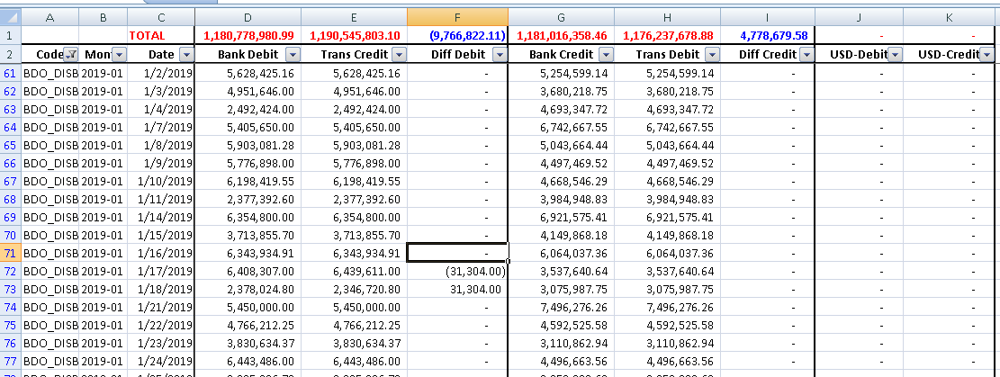 A B C D E F G H I J K
1 TOTAL 1,180,778,980.99 1,190,545,803.10 (9,766,822.11) 1,181,016,358.46 1,176,237,678.88 4,778,679.58 - -
2 Code Mon Date Bank Debit Trans Credit Diff Debit Bank Credit Trans Debit Diff Credit USD-Debit USD-Credit
61 BDO_DISB 2019-01 1/2/2019 5,628,425.16 5,628,425.16 - 5,254,599.14 5,254,599.14 - - -
62 BDO_DISB 2019-01 1/3/2019 4,951,646.00 4,951,646.00 - 3,680,218.75 3,680,218.75 - - -
63 BDO_DISB 2019-01 1/4/2019 2,492,424.00 2,492,424.00 - 4,693,347.72 4,693,347.72 - - -
64 BDO_DISB 2019-01 1/7/2019 5,405,650.00 5,405,650.00 - 6,742,667.55 6,742,667.55 - - -
65 BDO_DISB 2019-01 1/8/2019 5,903,081.28 5,903,081.28 - 5,043,664.44 5,043,664.44 - - -
66 BDO_DISB 2019-01 1/9/2019 5,776,898.00 5,776,898.00 - 4,497,469.52 4,497,469.52 - - -
67 BDO_DISB 2019-01 1/10/2019 6,198,419.55 6,198,419.55 - 4,668,546.29 4,668,546.29 - - -
68 BDO_DISB 2019-01 1/11/2019 2,377,392.60 2,377,392.60 - 3,984,948.83 3,984,948.83 - - -
69 BDO_DISB 2019-01 1/14/2019 6,354,800.00 6,354,800.00 - 6,921,575.41 6,921,575.41 - - -
70 BDO_DISB 2019-01 1/15/2019 3,713,855.70 3,713,855.70 - 4,149,868.18 4,149,868.18 - - -
71 BDO_DISB 2019-01 1/16/2019 6,343,934.91 6,343,934.91 - 6,064,037.36 6,064,037.36 - - -
72 BDO_DISB 2019-01 1/17/2019 6,408,307.00 6,439,611.00 (31,304.00) 3,537,640.64 3,537,640.64 - - -
73 BDO_DISB 2019-01 1/18/2019 2,378,024.80 2,346,720.80 31,304.00 3,075,987.75 3,075,987.75 - - -
74 BDO_DISB 2019-01 1/21/2019 5,450,000.00 5,450,000.00 - 7,496,276.26 7,496,276.26 - - -
75 BDO_DISB 2019-01 1/22/2019 4,766,212.25 4,766,212.25 - 4,592,525.58 4,592,525.58 - - -
76 BDO_DISB 2019-01 1/23/2019 3,830,634.37 3,830,634.37 - 3,110,862.94 3,110,862.94 - - -
77 BDO_DISB 2019-01 1/24/2019 6,443,486.00 6,443,486.00 - 4,496,663.56 4,496,663.56 - - -